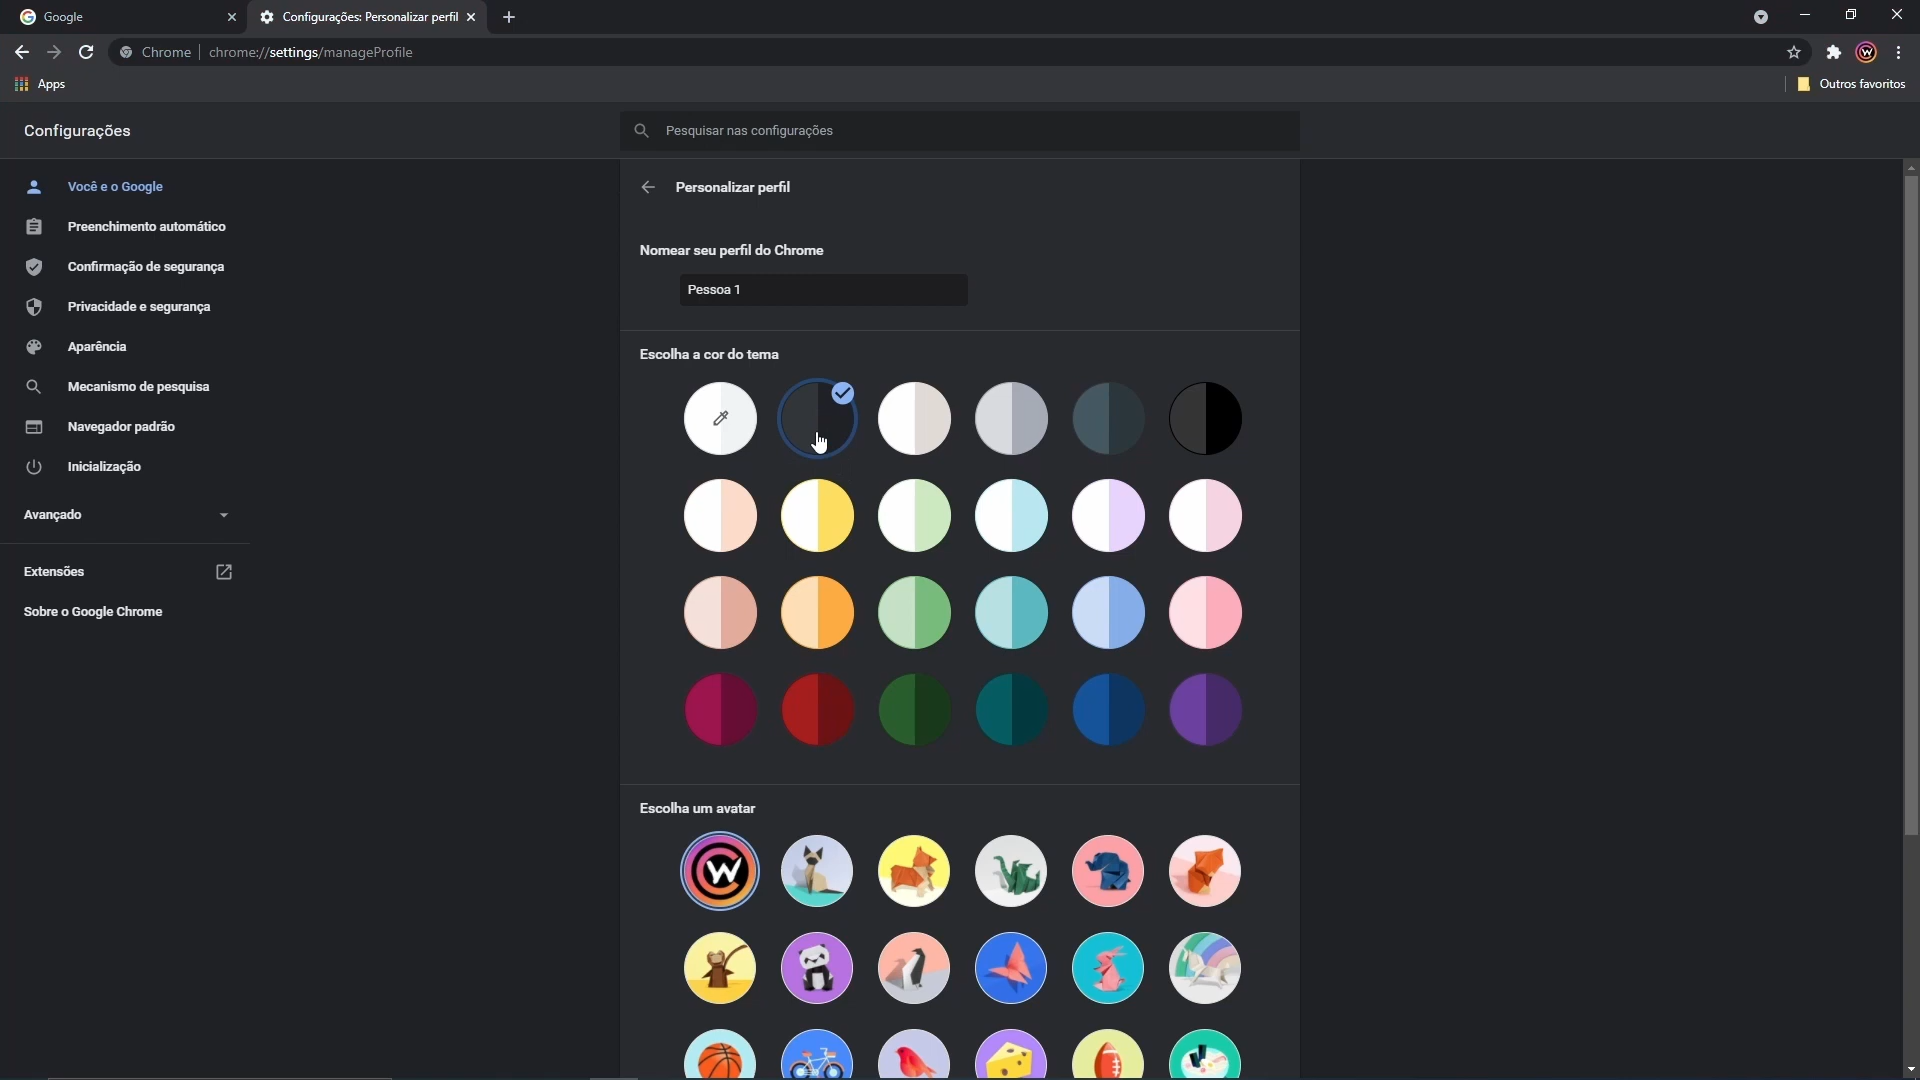 Google
Configurações: Personalizar perfil
Chrome
chrome://settings/manageProfile
W
Apps
Outros favoritos
Configurações
Pesquisar nas configurações
Você e o Google
Preenchimento automático
Confirmação de segurança
Privacidade e segurança
Aparência
Mecanismo de pesquisa
Navegador padrão
Inicialização
Avançado
Extensões
Sobre o Google Chrome
Personalizar perfil
Nomear seu perfil do Chrome
Pessoa 1
Escolha a cor do tema
Escolha um avatar
W